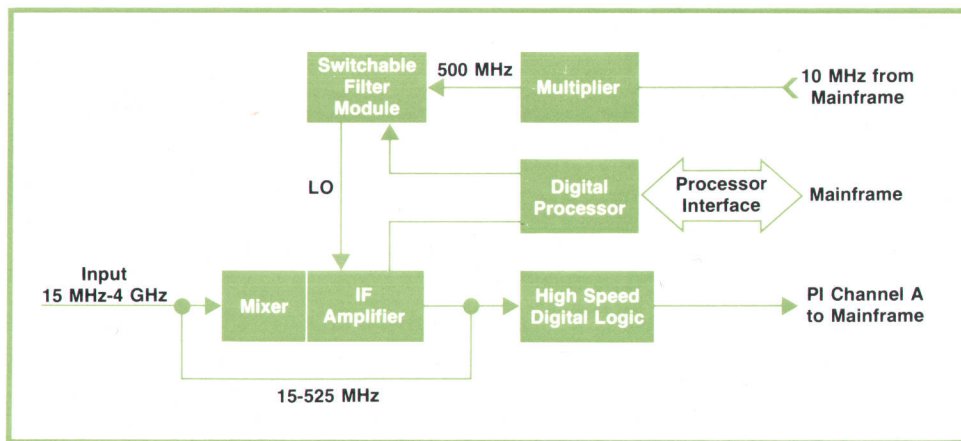 Switchable
Filter
Module
500 MHz
Multiplier
10 MHz from
Mainframe
LO
Digital
Processor
Processor
Interface
Mainframe
Input
15 MHz-4 GHz
Mixer
IF
Amplifier
High Speed
Digital Logic
PI Channel A
to Mainframe
15-525 MHz